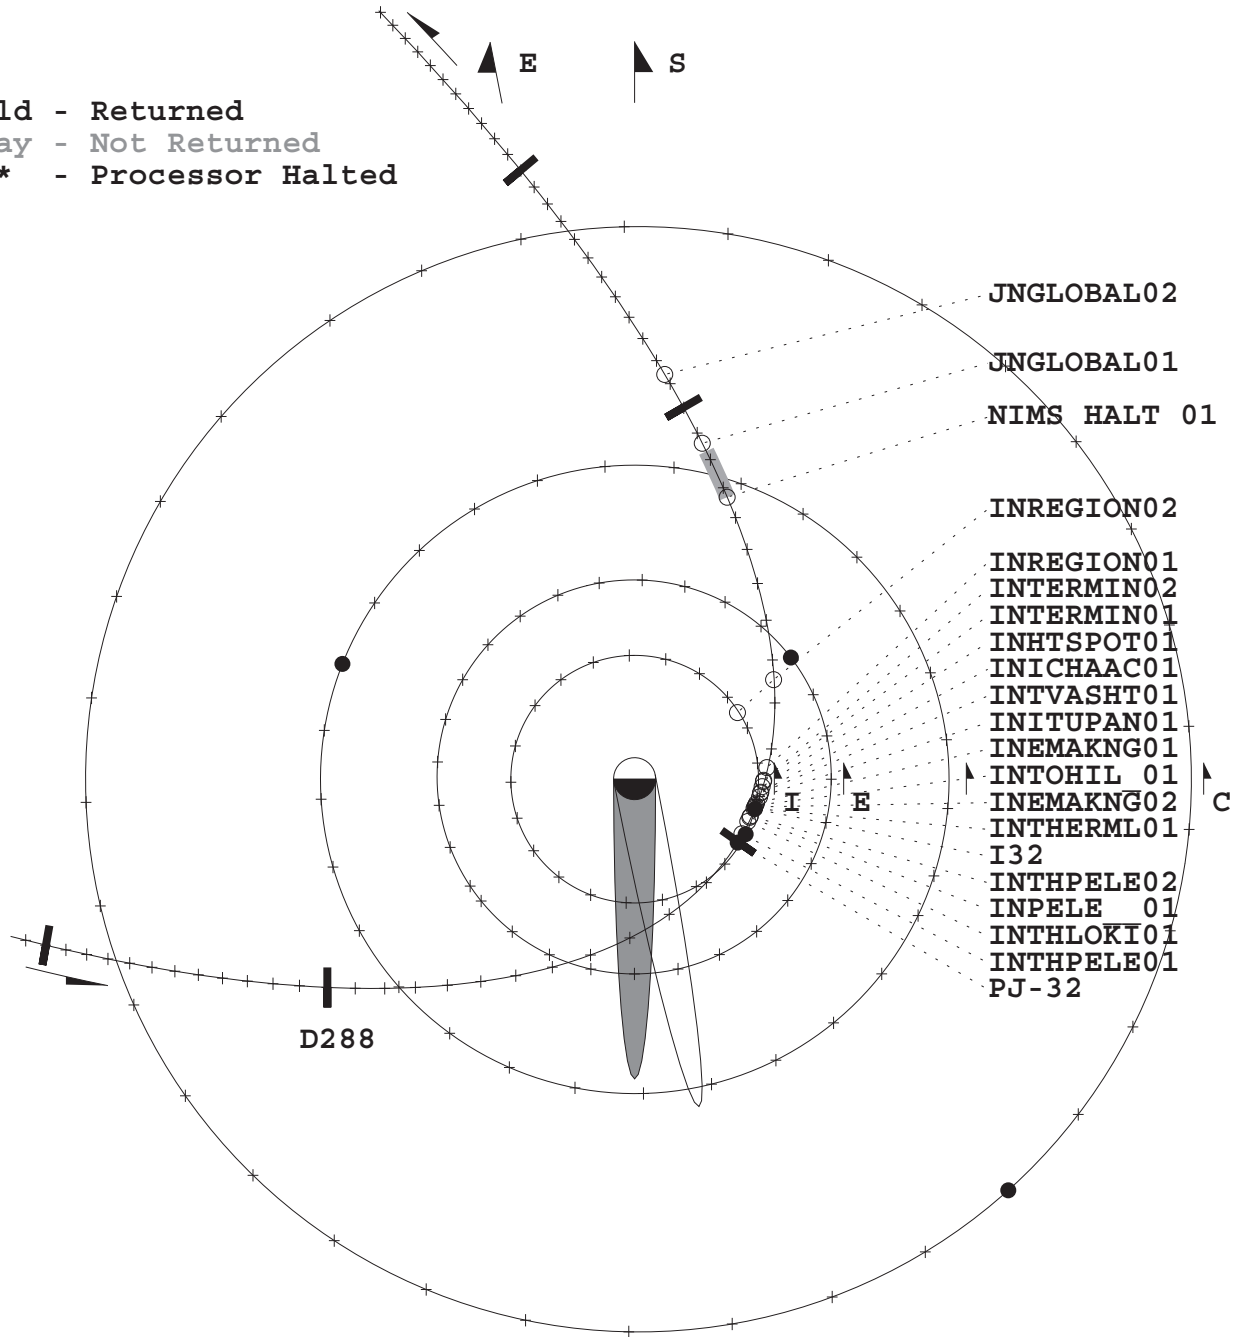 E
S
ld - Returned
ay - Not Returned
* - Processor Halted
JNGLOBAL02
JNGLOBAL01
NIMS HALT 01
INREGION02
INREGION01
INTERMIN02
INTERMIN01
INHTSPOT01
INICHAAC01
INTVASHT01
INITUPAN01
INEMAKNG01
INTOHIL_01
I
E
C
INEMAKNG02
INTHERML01
I32
INTHPELE02
INPELE__01
INTHLOKI01
INTHPELE01
PJ-32
D288